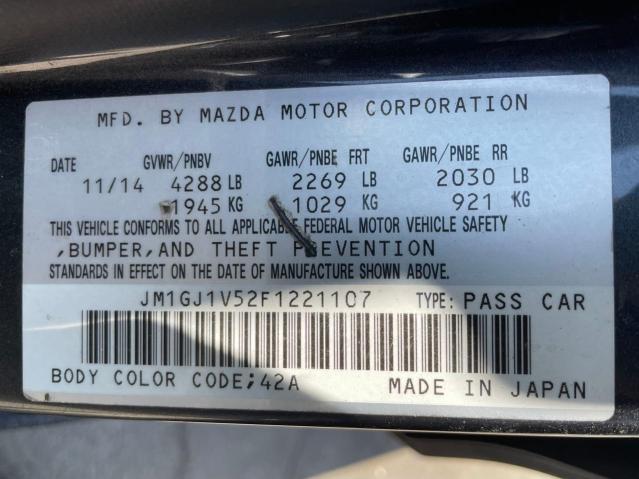 MFD. BY MAZDA MOTOR CORPORATION
DATE GVWR/PNBV GAWR/PNBE FRT GAWR/PNBE RR
11/14 4288 LB 2269 LB 2030 LB
1945 KG 1029 KG 921 KG
THIS VEHICLE CONFORMS TO ALL APPLICABLE FEDERAL MOTOR VEHICLE SAFETY
,BUMPER,AND THEFT PREVENTION
STANDARDS IN EFFECT ON THE DATE OF MANUFACTURE SHOWN ABOVE.
JM1GJ1V52F1221107 TYPE: PASS CAR
BODY COLOR CODE;42A MADE IN JAPAN